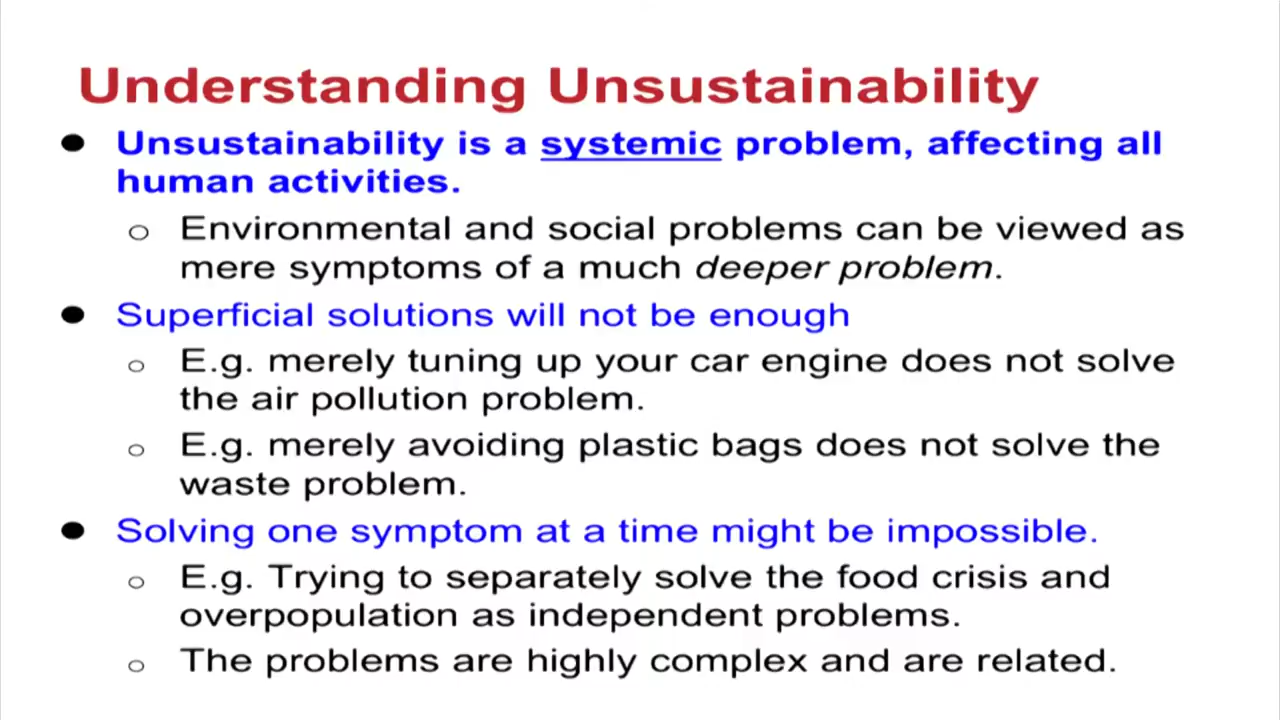 Understanding Unsustainability
● Unsustainability is a systemic problem, affecting all
human activities.
○ Environmental and social problems can be viewed as
mere symptoms of a much deeper problem.
● Superficial solutions will not be enough
○ E.g. merely tuning up your car engine does not solve
the air pollution problem.
○ E.g. merely avoiding plastic bags does not solve the
waste problem.
● Solving one symptom at a time might be impossible.
○ E.g. Trying to separately solve the food crisis and
overpopulation as independent problems.
○ The problems are highly complex and are related.